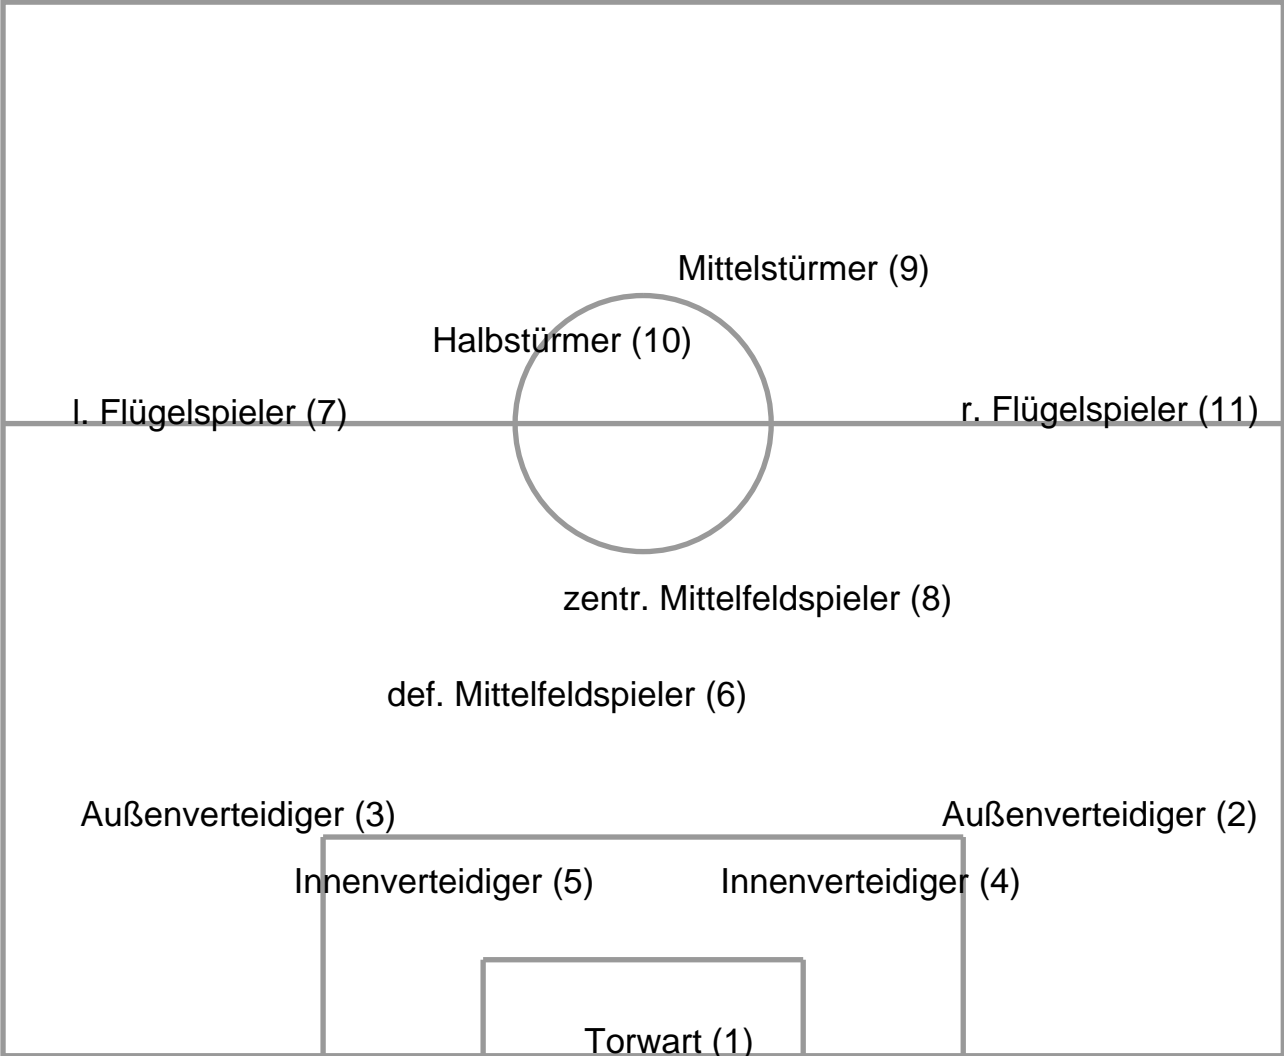 Mittelstürmer (9)
Halbstürmer (10)
l. Flügelspieler (7)
r. Flügelspieler (11)
zentr. Mittelfeldspieler (8)
def. Mittelfeldspieler (6)
Außenverteidiger (3)
Außenverteidiger (2)
Innenverteidiger (5)
Innenverteidiger (4)
Torwart (1)